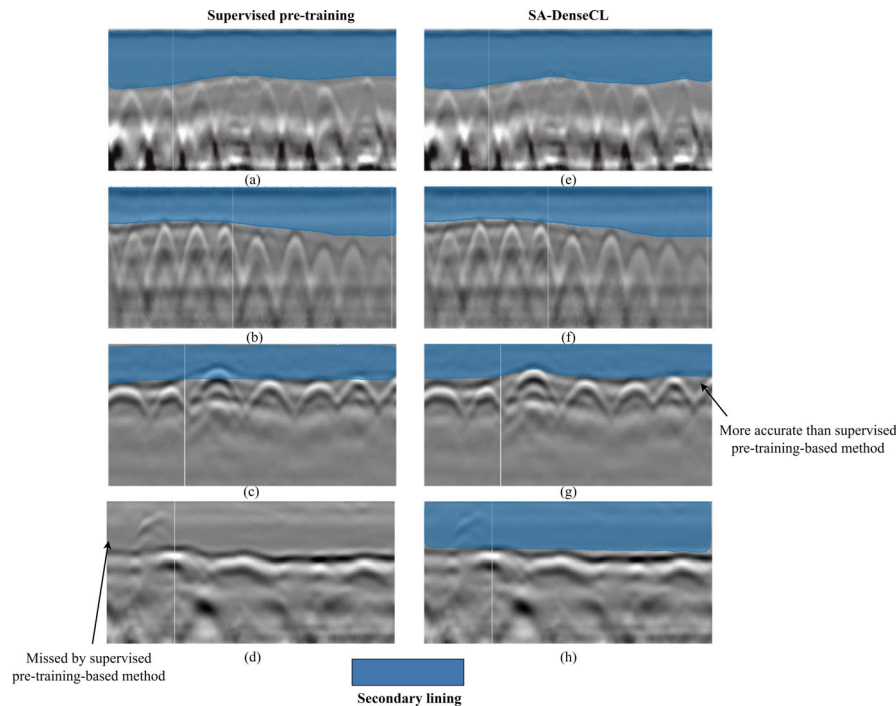 Supervised pre-training
SA-DenseCL
(a)
(e)
(b)
(f)
(c)
(g)
More accurate than supervised
pre-training-based method
(d)
(h)
Missed by supervised
pre-training-based method
Secondary lining